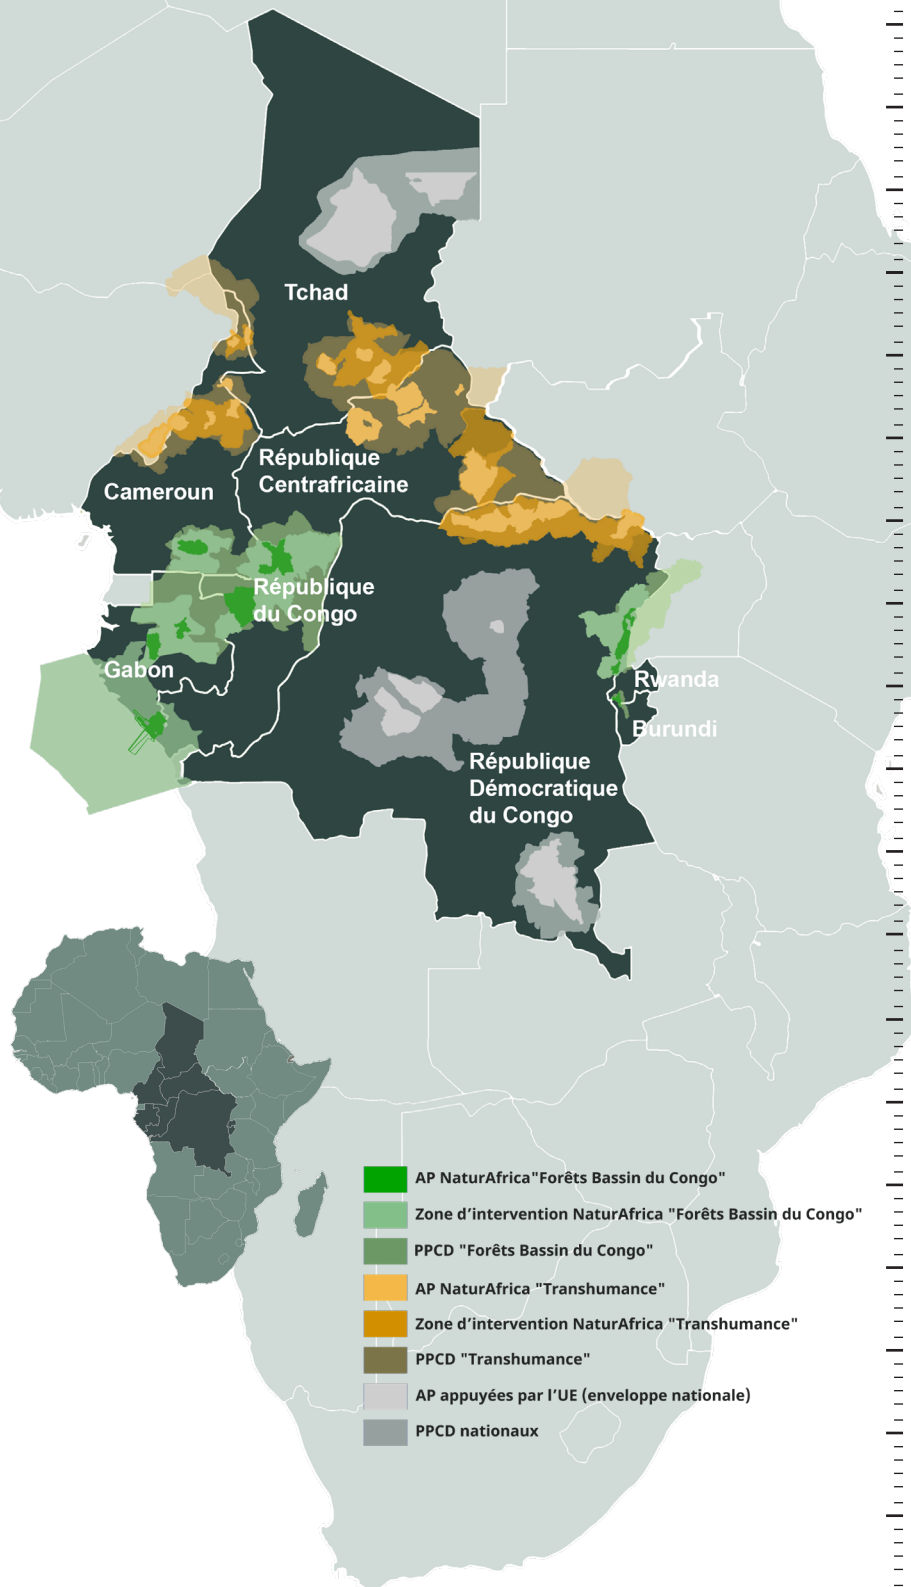 Tchad
République
Centrafricaine
Cameroun
République
du Congo
Gabon
Rwanda
Burundi
République
Démocratique
du Congo
AP NaturAfrica"Forêts Bassin du Congo"
Zone d’intervention NaturAfrica "Forêts Bassin du Congo"
PPCD "Forêts Bassin du Congo"
AP NaturAfrica "Transhumance"
Zone d’intervention NaturAfrica "Transhumance"
PPCD "Transhumance"
AP appuyées par l’UE (enveloppe nationale)
PPCD nationaux